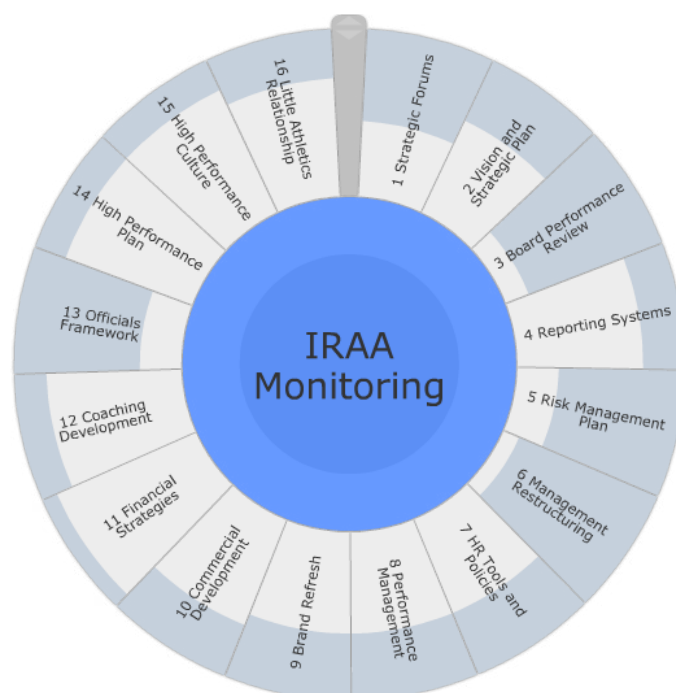 IRAA
Monitoring
1 Strategic Forums
2 Vision and
Strategic Plan
3 Board Performance
Review
4 Reporting Systems
5 Risk Management
Plan
6 Management
Restructuring
7 HR Tools and
Policies
8 Performance
Management
9 Brand Refresh
10 Commercial
Development
11 Financial
Strategies
12 Coaching
Development
13 Officials
Framework
14 High Performance
Plan
15 High Performance
Culture
16 Little Athletics
Relationship